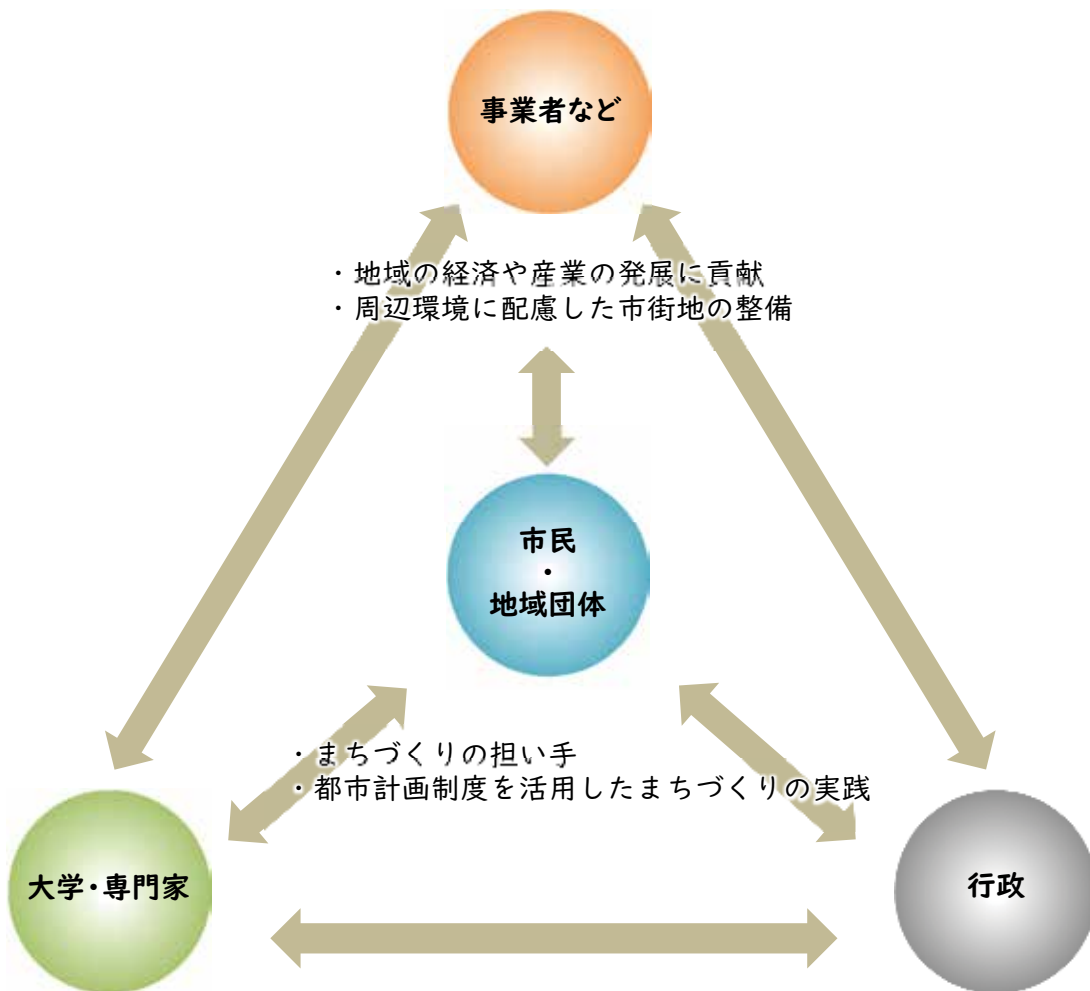 事業者など
・地域の経済や産業の発展に貢献
・周辺環境に配慮した市街地の整備
市民
・
地域団体
・まちづくりの担い手
・都市計画制度を活用したまちづくりの実践
大学・専門家
行政